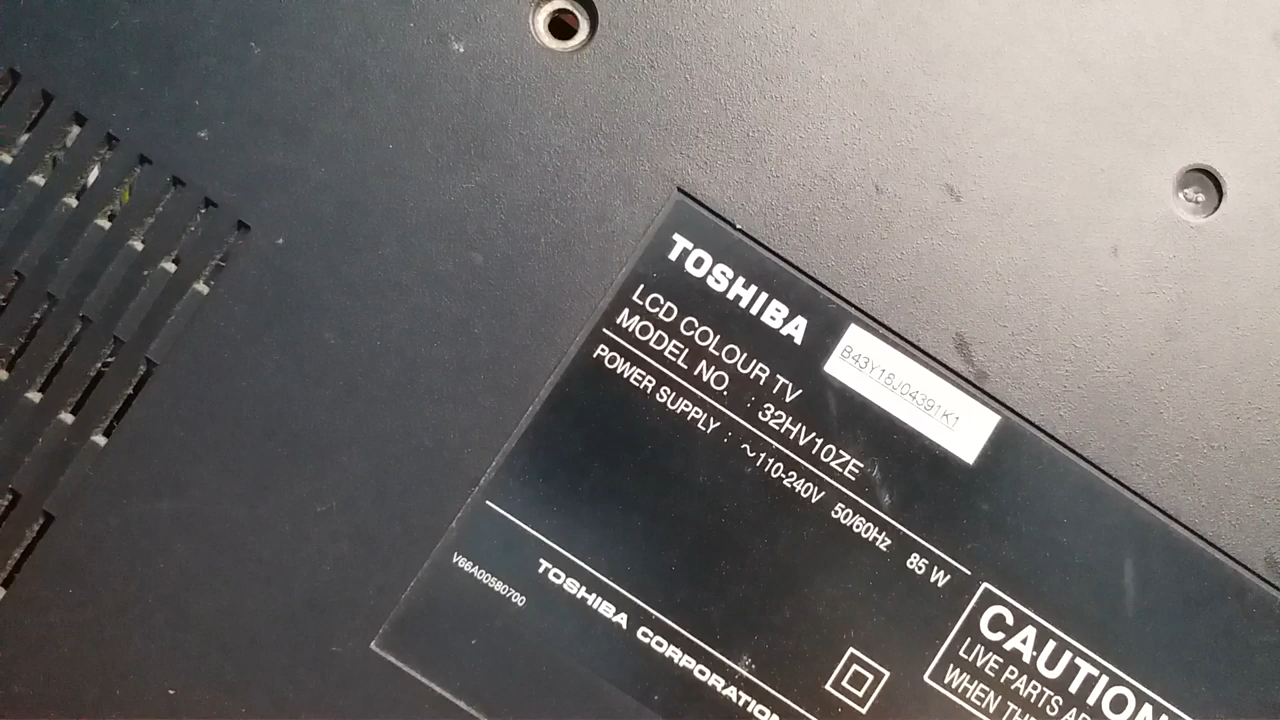 TOSHIBA
B43Y18J04391K1
LCD COLOUR TV
MODEL NO. : 32HV10ZE
POWER SUPPLY : ~110-240V 50/60Hz 85 W
V66A00580700
TOSHIBA CORPORATION
CAUTION
LIVE PARTS
WHEN